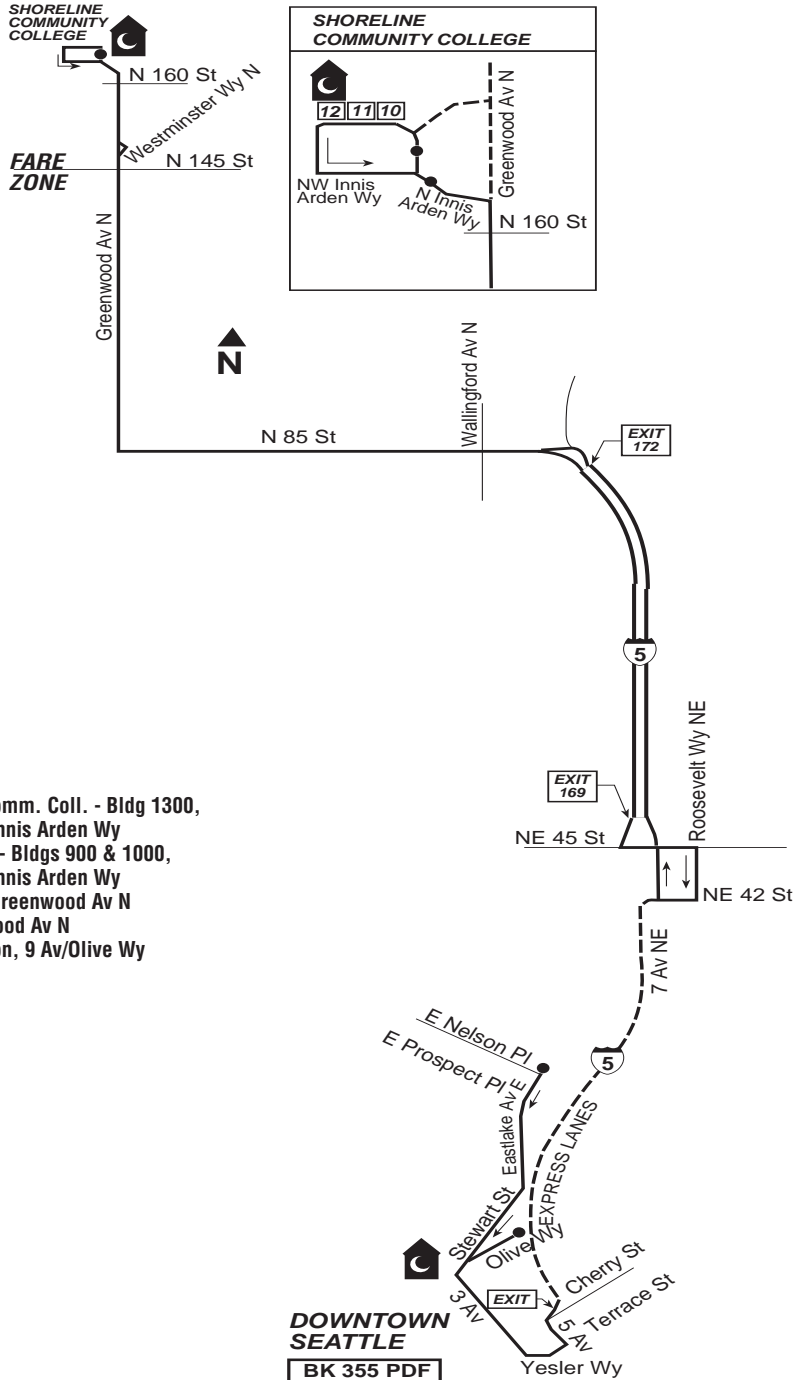 SHORELINE
COMMUNITY
COLLEGE
N 160 St
Westminster Wy N
FARE
ZONE
N 145 St
Greenwood Av N
SHORELINE
COMMUNITY COLLEGE
12 11 10
Greenwood Av N
NW Innis
Arden Wy
N Innis
Arden Wy
N 160 St
N
Wallingford Av N
N 85 St
EXIT
172
5
Roosevelt Wy NE
EXIT
169
NE 45 St
NE 42 St
omm. Coll. - Bldg 1300,
nnis Arden Wy
- Bldgs 900 & 1000,
nnis Arden Wy
reenwood Av N
ood Av N
on, 9 Av/Olive Wy
7 Av NE
E Nelson Pl
E Prospect Pl
5
Eastlake Av E
EXPRESS LANES
Stewart St
Olive Wy
Cherry St
EXIT
Terrace St
3 Av
5 Av
DOWNTOWN
SEATTLE
Yesler Wy
BK 355 PDF